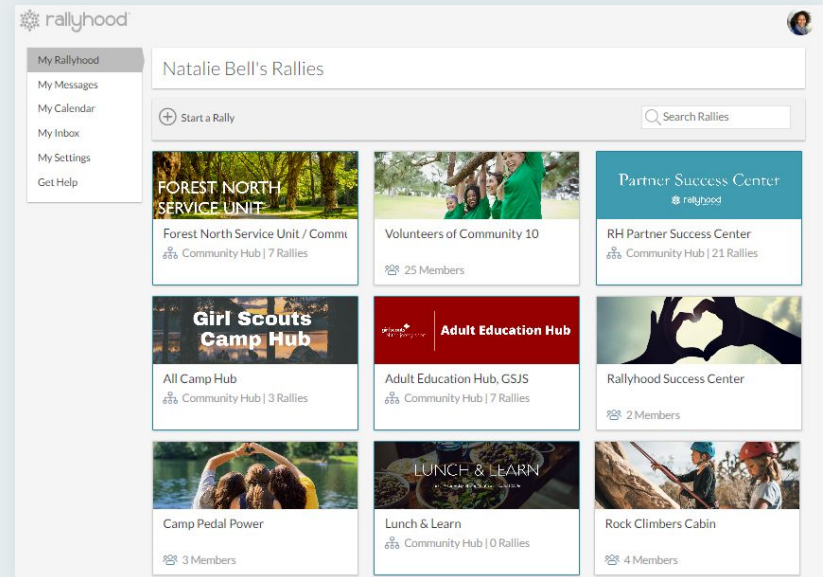 rallyhood
My Rallyhood
My Messages
My Calendar
My Inbox
My Settings
Get Help
Natalie Bell's Rallies
Start a Rally
Search Rallies
FOREST NORTH
SERVICE UNIT
Forest North Service Unit / Commu
Community Hub | 7 Rallies
Volunteers of Community 10
25 Members
Partner Success Center
rallyhood
RH Partner Success Center
Community Hub | 21 Rallies
Girl Scouts
Camp Hub
All Camp Hub
Community Hub | 3 Rallies
girl scouts
Adult Education Hub
Adult Education Hub, GSJS
Community Hub | 7 Rallies
Rallyhood Success Center
2 Members
Camp Pedal Power
3 Members
LUNCH & LEARN
Lunch & Learn
Community Hub | 0 Rallies
Rock Climbers Cabin
4 Members